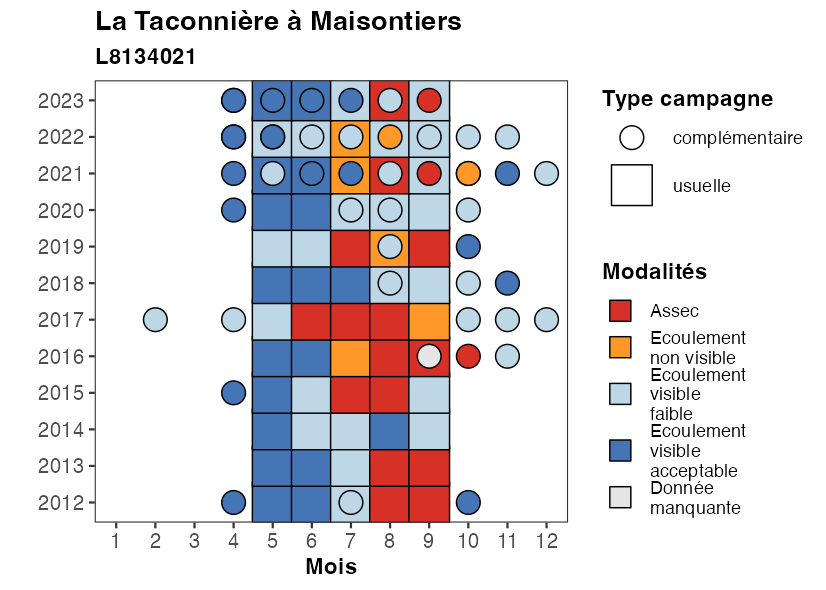 La Taconnière à Maisontiers
L8134021
2023
2022
2021
2020
2019
2018
2017
2016
2015
2014
2013
2012
1 2 3 4 5 6 7 8 9 10 11 12
Mois
Type campagne
complémentaire
usuelle
Modalités
Assec
Ecoulement
non visible
Ecoulement
visible
faible
Ecoulement
visible
acceptable
Donnée
manquante